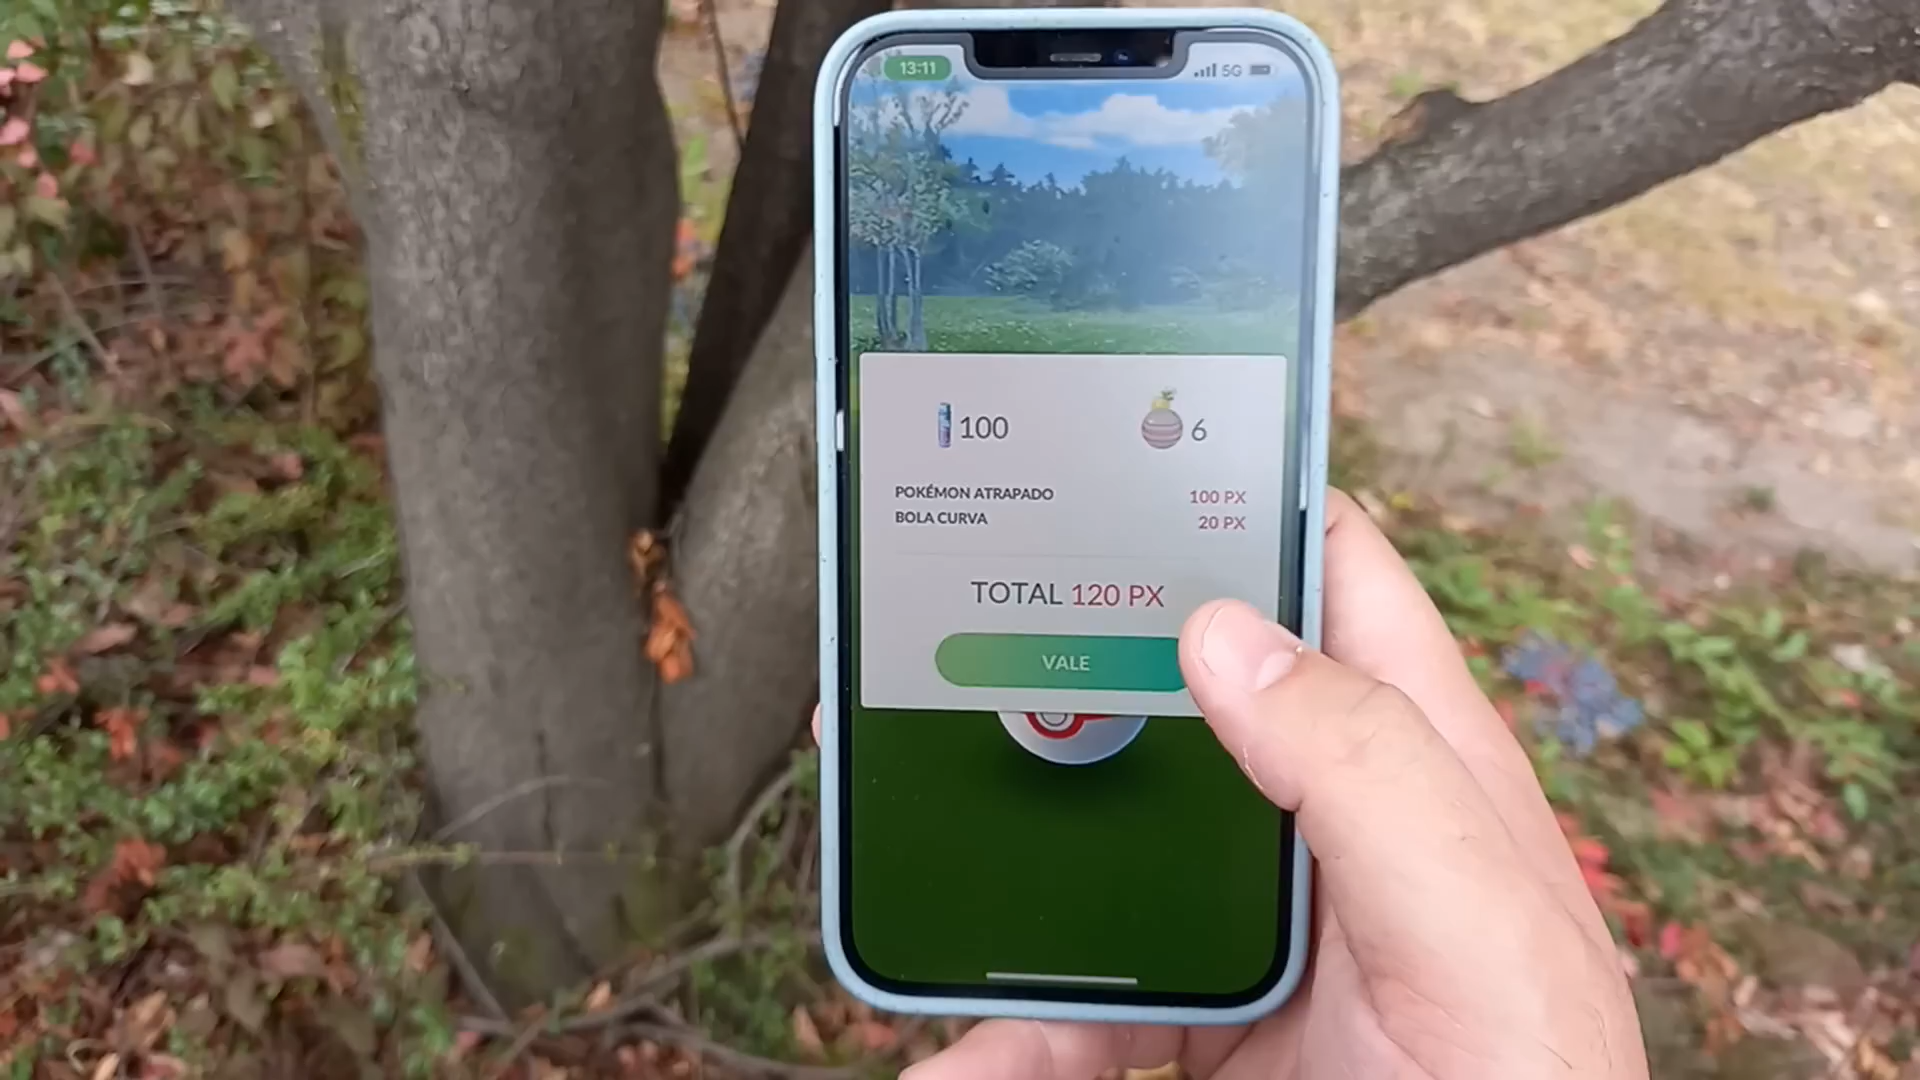 13:11 5G
100 6
POKÉMON ATRAPADO 100 PX
BOLA CURVA 20 PX
TOTAL 120 PX
VALE